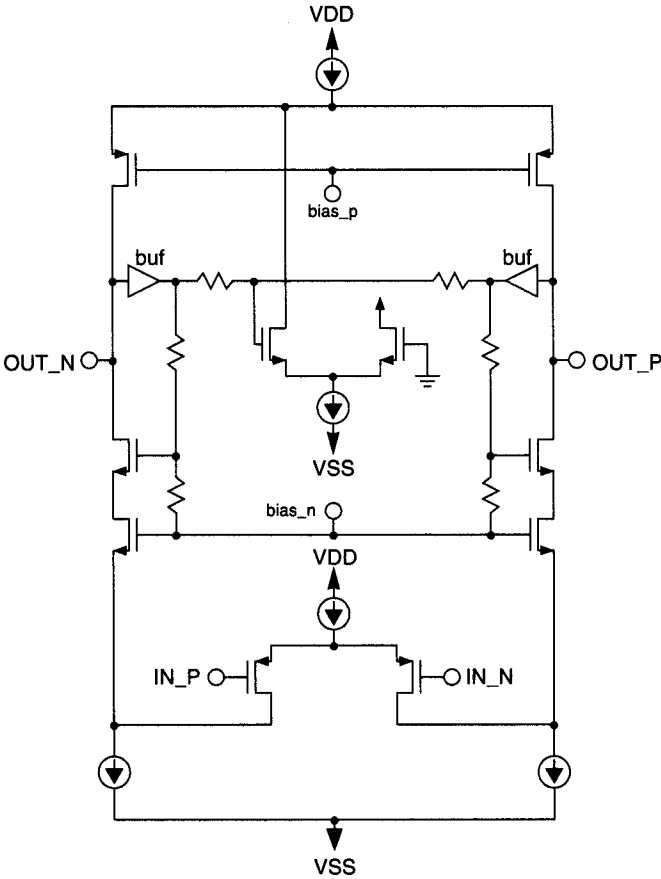 VDD
bias_p
buf
buf
OUT_N
OUT_P
VSS
bias_n
VDD
IN_P
IN_N
VSS